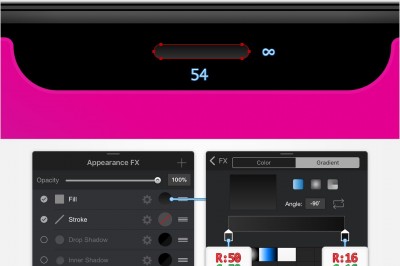 ∞
54
Appearance FX
Opacity 100%
Fill
Stroke
Drop Shadow
Inner Shadow
FX
Color Gradient
Angle: -90°
R:50 R:16